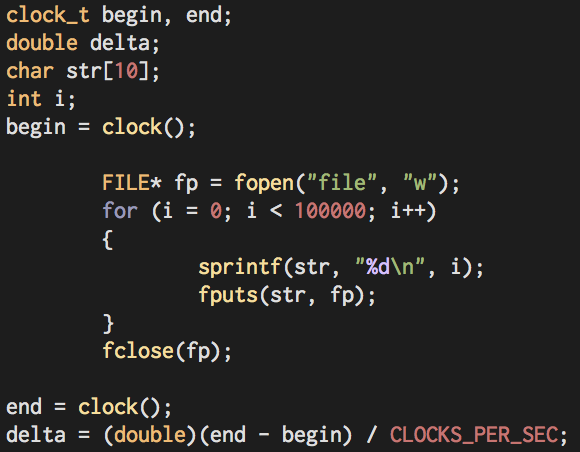 clock_t begin, end;
double delta;
char str[10];
int i;
begin = clock();
FILE* fp = fopen("file", "w");
for (i = 0; i < 100000; i++)
{
sprintf(str, "%d\n", i);
fputs(str, fp);
}
fclose(fp);
end = clock();
delta = (double)(end - begin) / CLOCKS_PER_SEC;